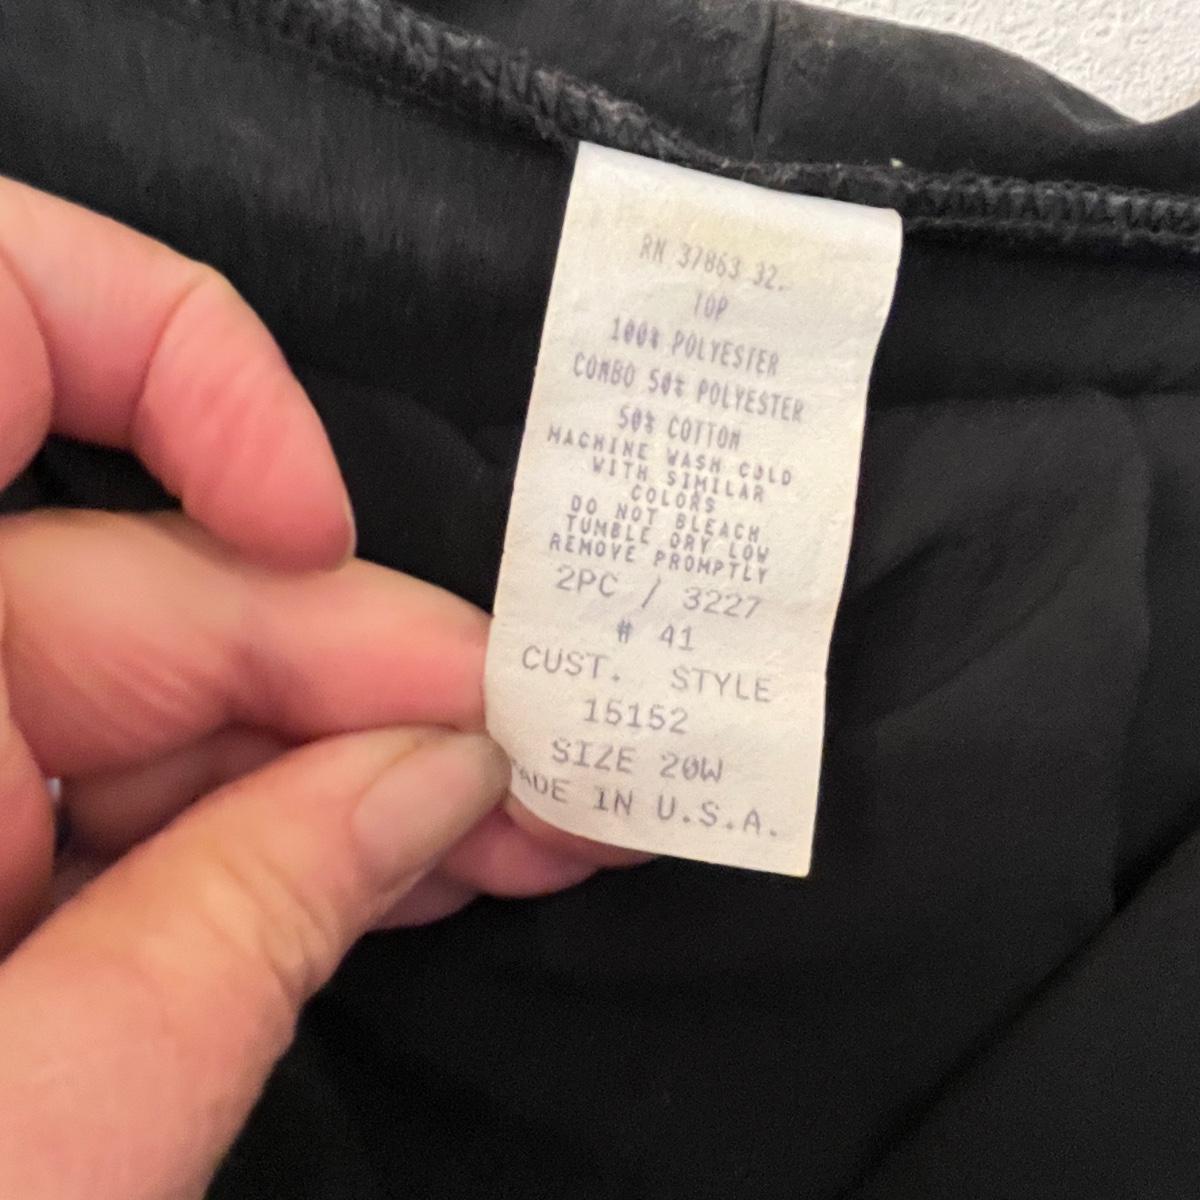 RN 37863 32.
TOP
100% POLYESTER
COMBO 50% POLYESTER
50% COTTON
MACHINE WASH COLD
WITH SIMILAR
COLORS
DO NOT BLEACH
TUMBLE DRY LOW
REMOVE PROMPTLY
2PC / 3227
# 41
CUST. STYLE
15152
SIZE 20W
MADE IN U.S.A.